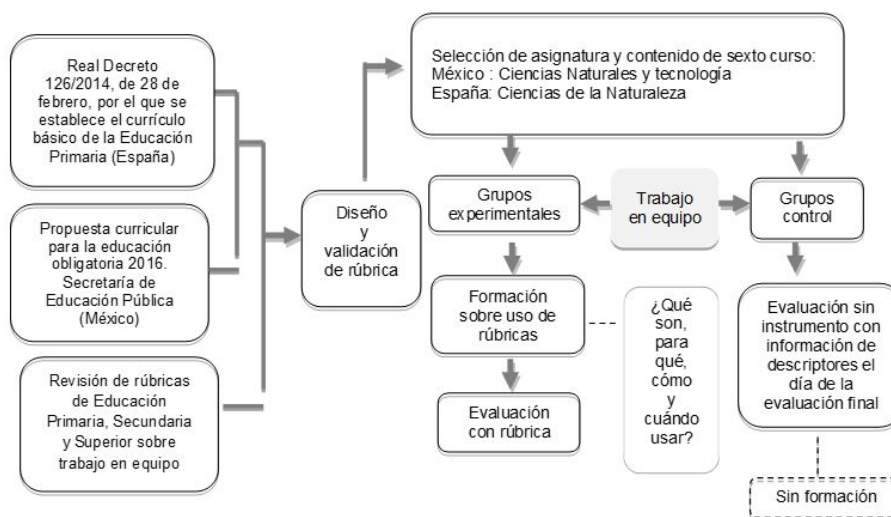 Real Decreto
126/2014, de 28 de
febrero, por el que se
establece el currículo
básico de la Educación
Primaria (España)
Propuesta curricular
para la educación
obligatoria 2016.
Secretaría de
Educación Pública
(México)
Revisión de rúbricas
de Educación
Primaria, Secundaria
y Superior sobre
trabajo en equipo
Diseño
y
validación
de rúbrica
Selección de asignatura y contenido de sexto curso:
México : Ciencias Naturales y tecnología
España: Ciencias de la Naturaleza
Grupos
experimentales
Trabajo
en equipo
Grupos
control
Formación
sobre uso de
rúbricas
¿Qué
son,
para
qué,
cómo
y
cuándo
usar?
Evaluación
con rúbrica
Evaluación sin
instrumento con
información de
descriptores el
día de la
evaluación final
Sin formación